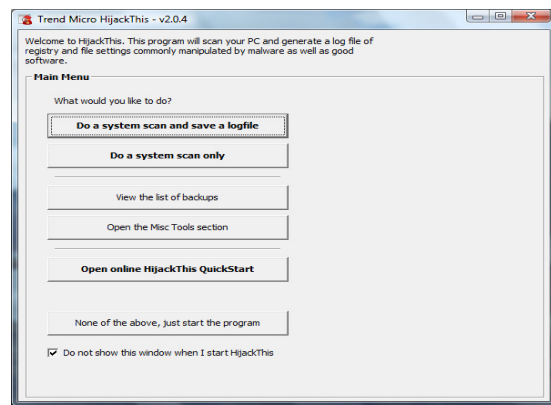 Trend Micro HijackThis - v2.0.4
Welcome to HijackThis. This program will scan your PC and generate a log file of
registry and file settings commonly manipulated by malware as well as good
software.
Main Menu
What would you like to do?
Do a system scan and save a logfile
Do a system scan only
View the list of backups
Open the Misc Tools section
Open online HijackThis QuickStart
None of the above, just start the program
Do not show this window when I start HijackThis